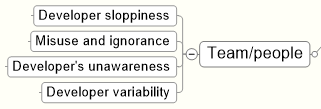 Developer sloppiness
Misuse and ignorance
Team/people
Developer's unawareness
Developer variability